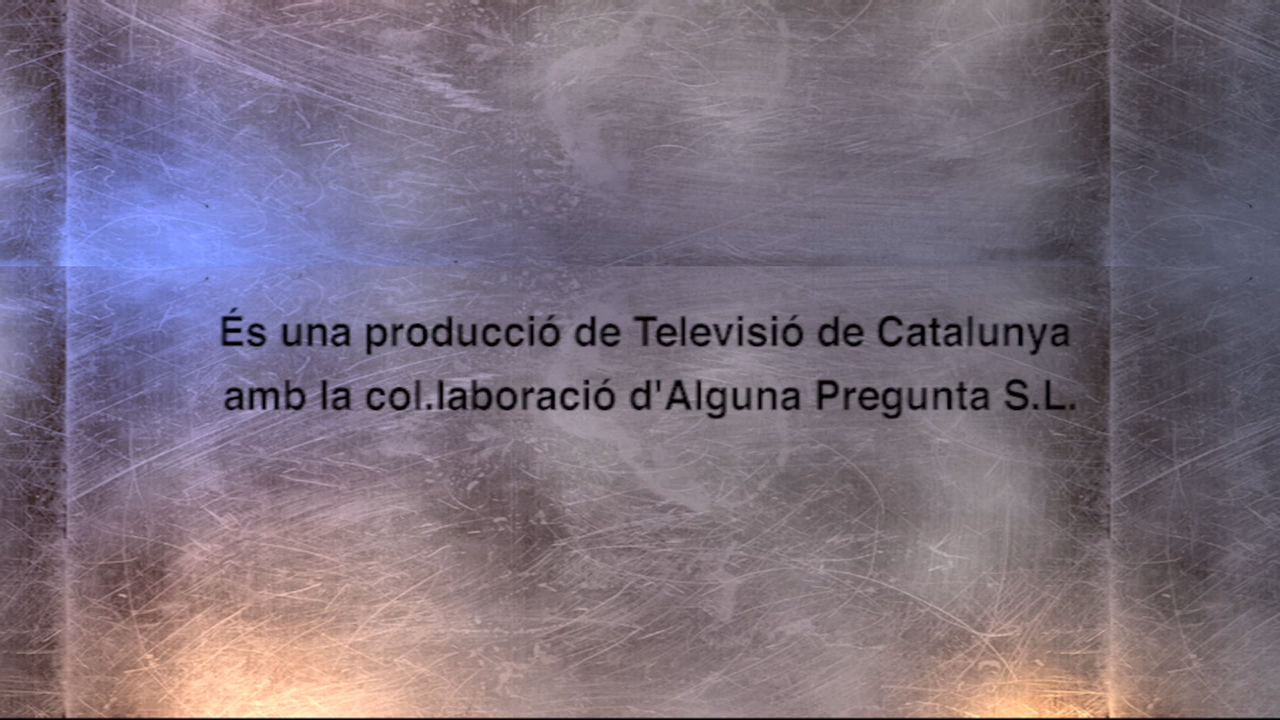 És una producció de Televisió de Catalunya
amb la col.laboració d'Alguna Pregunta S.L.